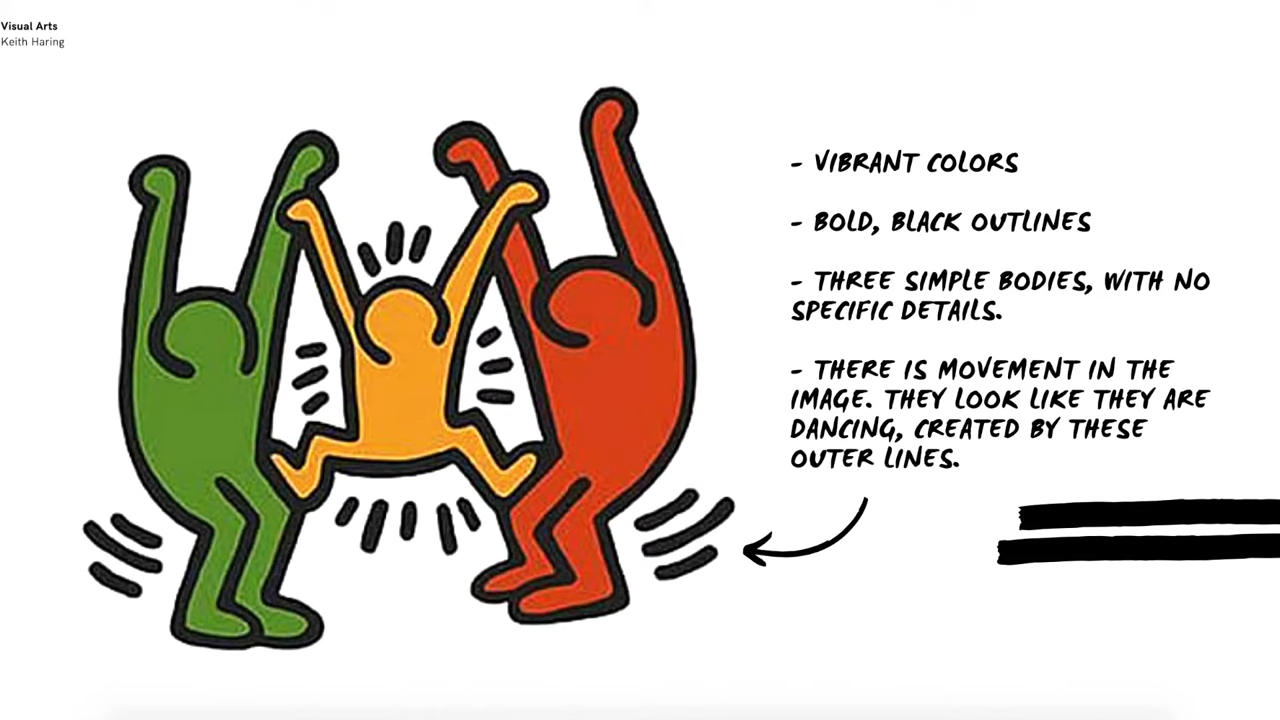 Visual Arts
Keith Haring
- VIBRANT COLORS
- BOLD, BLACK OUTLINES
- THREE SIMPLE BODIES, WITH NO
SPECIFIC DETAILS.
- THERE IS MOVEMENT IN THE
IMAGE. THEY LOOK LIKE THEY ARE
DANCING, CREATED BY THESE
OUTER LINES.